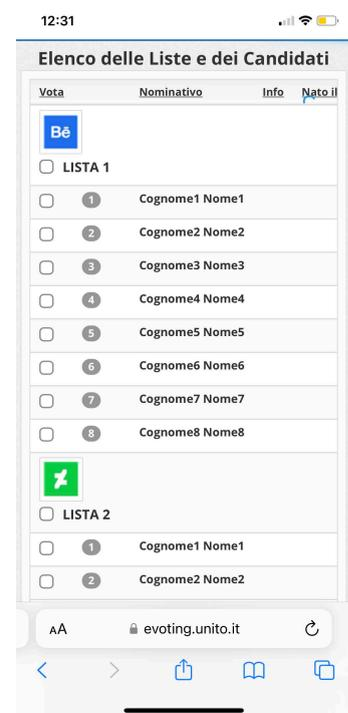 12:31
Elenco delle Liste e dei Candidati
Vota Nominativo Info Nato il
Bē
LISTA 1
1 Cognome1 Nome1
2 Cognome2 Nome2
3 Cognome3 Nome3
4 Cognome4 Nome4
5 Cognome5 Nome5
6 Cognome6 Nome6
7 Cognome7 Nome7
8 Cognome8 Nome8
LISTA 2
1 Cognome1 Nome1
2 Cognome2 Nome2
AA evoting.unito.it